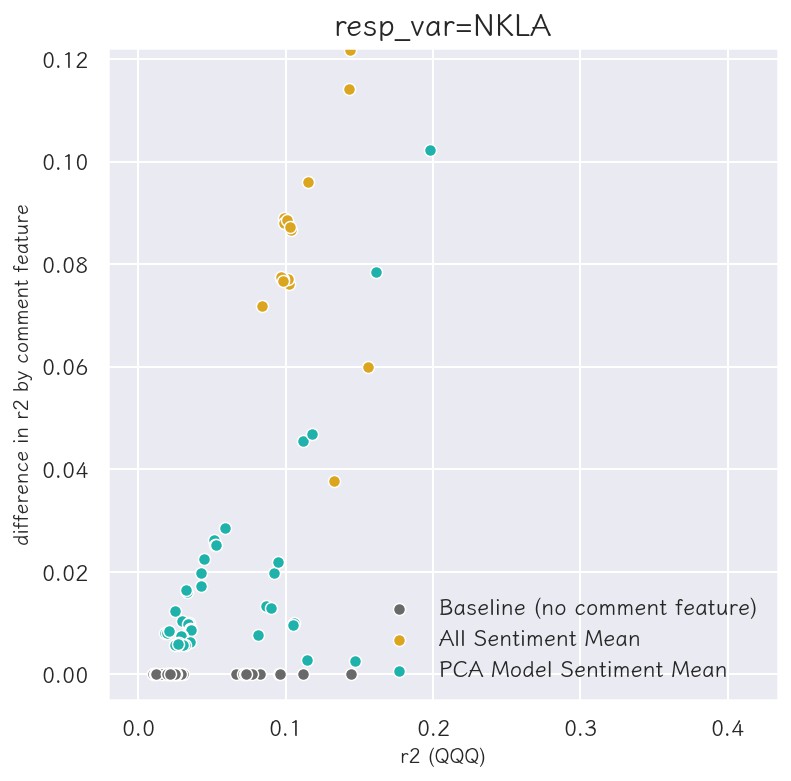 resp_var=NKLA
0.12
0.10
0.08
0.06
0.04
0.02
0.00
difference in r2 by comment feature
Baseline (no comment feature)
All Sentiment Mean
PCA Model Sentiment Mean
0.0 0.1 0.2 0.3 0.4
r2 (QQQ)